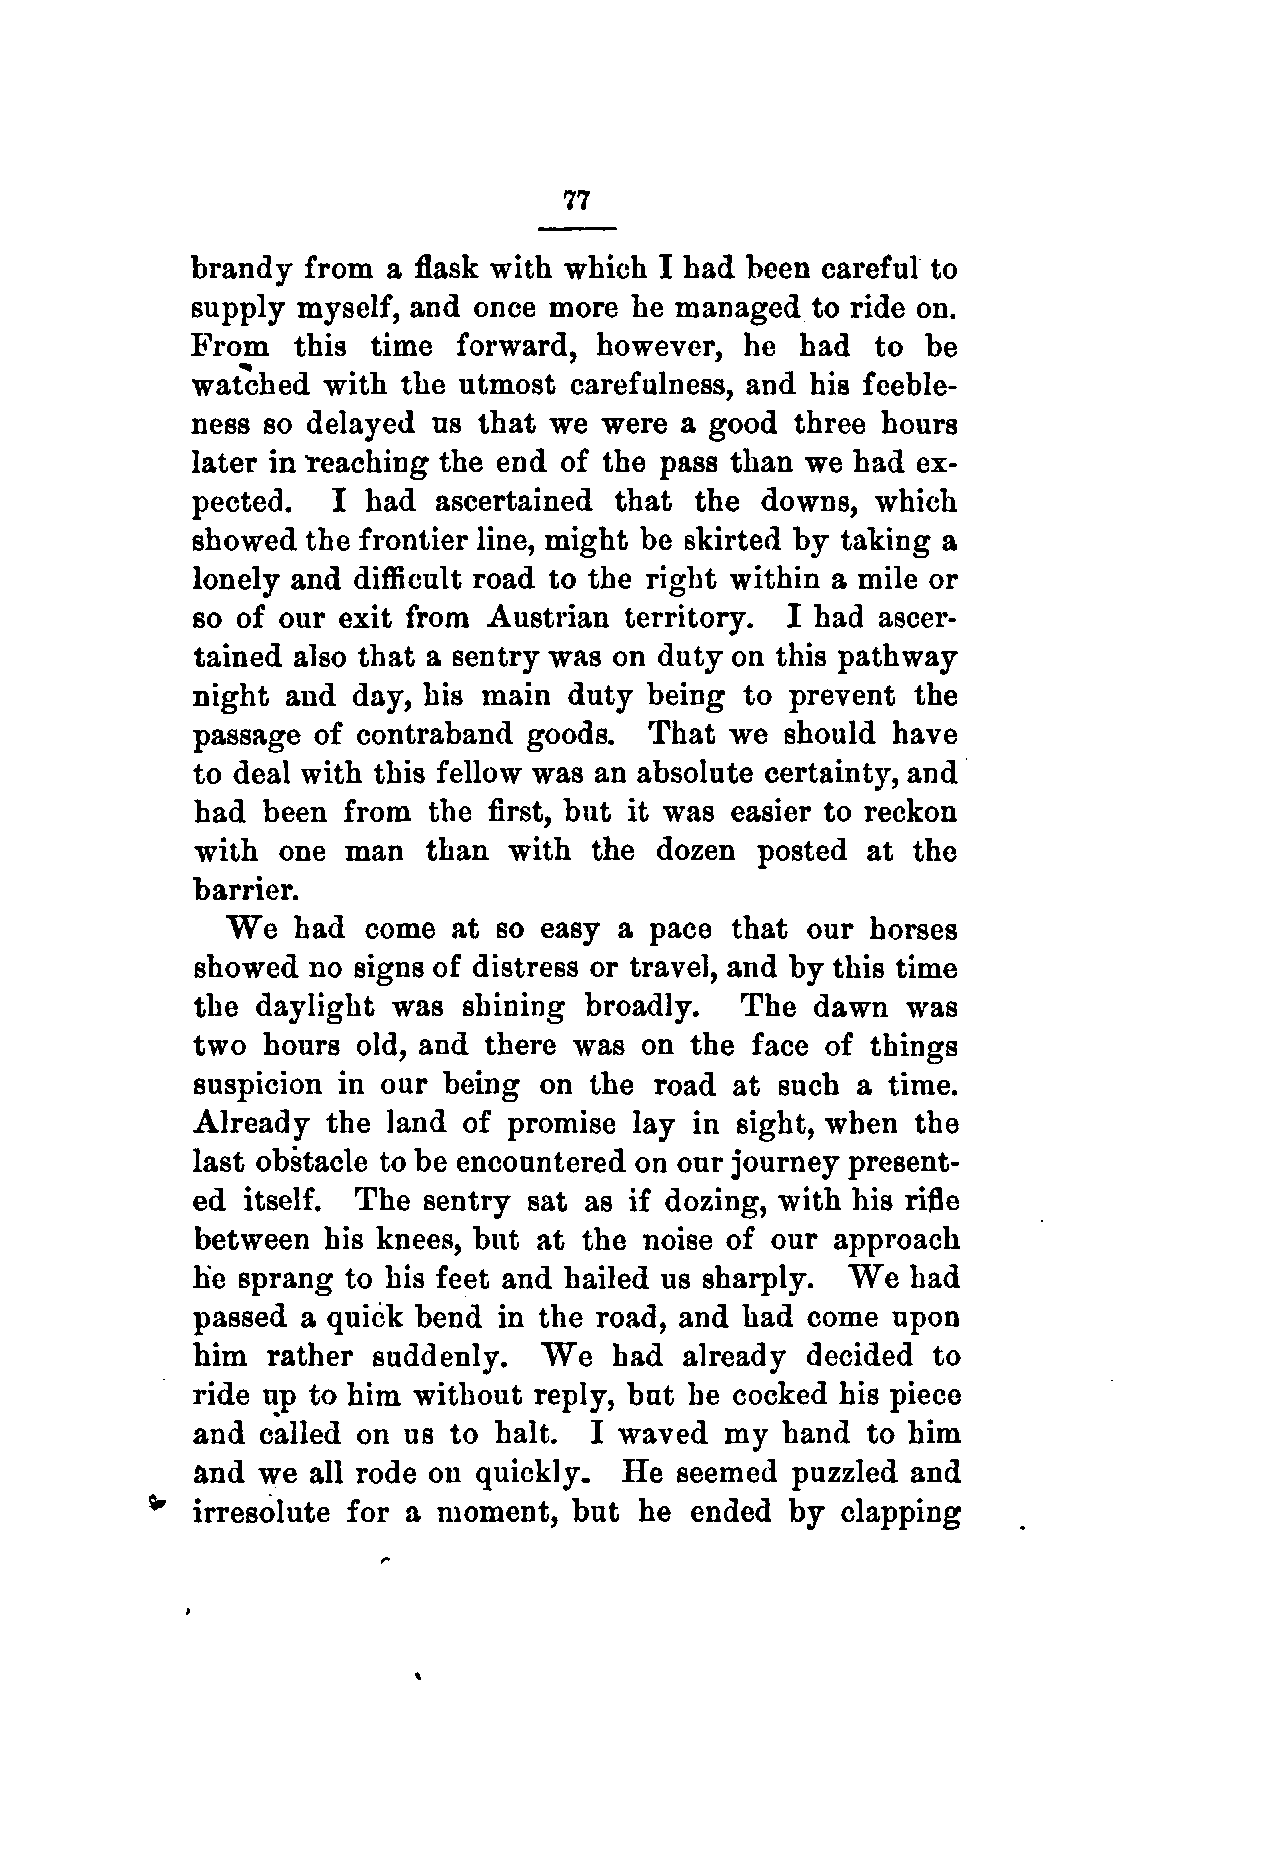 77
brandy from a flask with which I had been careful to
supply myself, and once more he managed to ride on.
From this time forward, however, he had to be
watched with the utmost carefulness, and his feeble-
ness so delayed us that we were a good three hours
later in reaching the end of the pass than we had ex-
pected. I had ascertained that the downs, which
showed the frontier line, might be skirted by taking a
lonely and difficult road to the right within a mile or
so of our exit from Austrian territory. I had ascer-
tained also that a sentry was on duty on this pathway
night and day, his main duty being to prevent the
passage of contraband goods. That we should have
to deal with this fellow was an absolute certainty, and
had been from the first, but it was easier to reckon
with one man than with the dozen posted at the
barrier.
We had come at so easy a pace that our horses
showed no signs of distress or travel, and by this time
the daylight was shining broadly. The dawn was
two hours old, and there was on the face of things
suspicion in our being on the road at such a time.
Already the land of promise lay in sight, when the
last obstacle to be encountered on our journey present-
ed itself. The sentry sat as if dozing, with his rifle
between his knees, but at the noise of our approach
he sprang to his feet and hailed us sharply. We had
passed a quick bend in the road, and had come upon
him rather suddenly. We had already decided to
ride up to him without reply, but he cocked his piece
and called on us to halt. I waved my hand to him
and we all rode on quickly. He seemed puzzled and
irresolute for a moment, but he ended by clapping